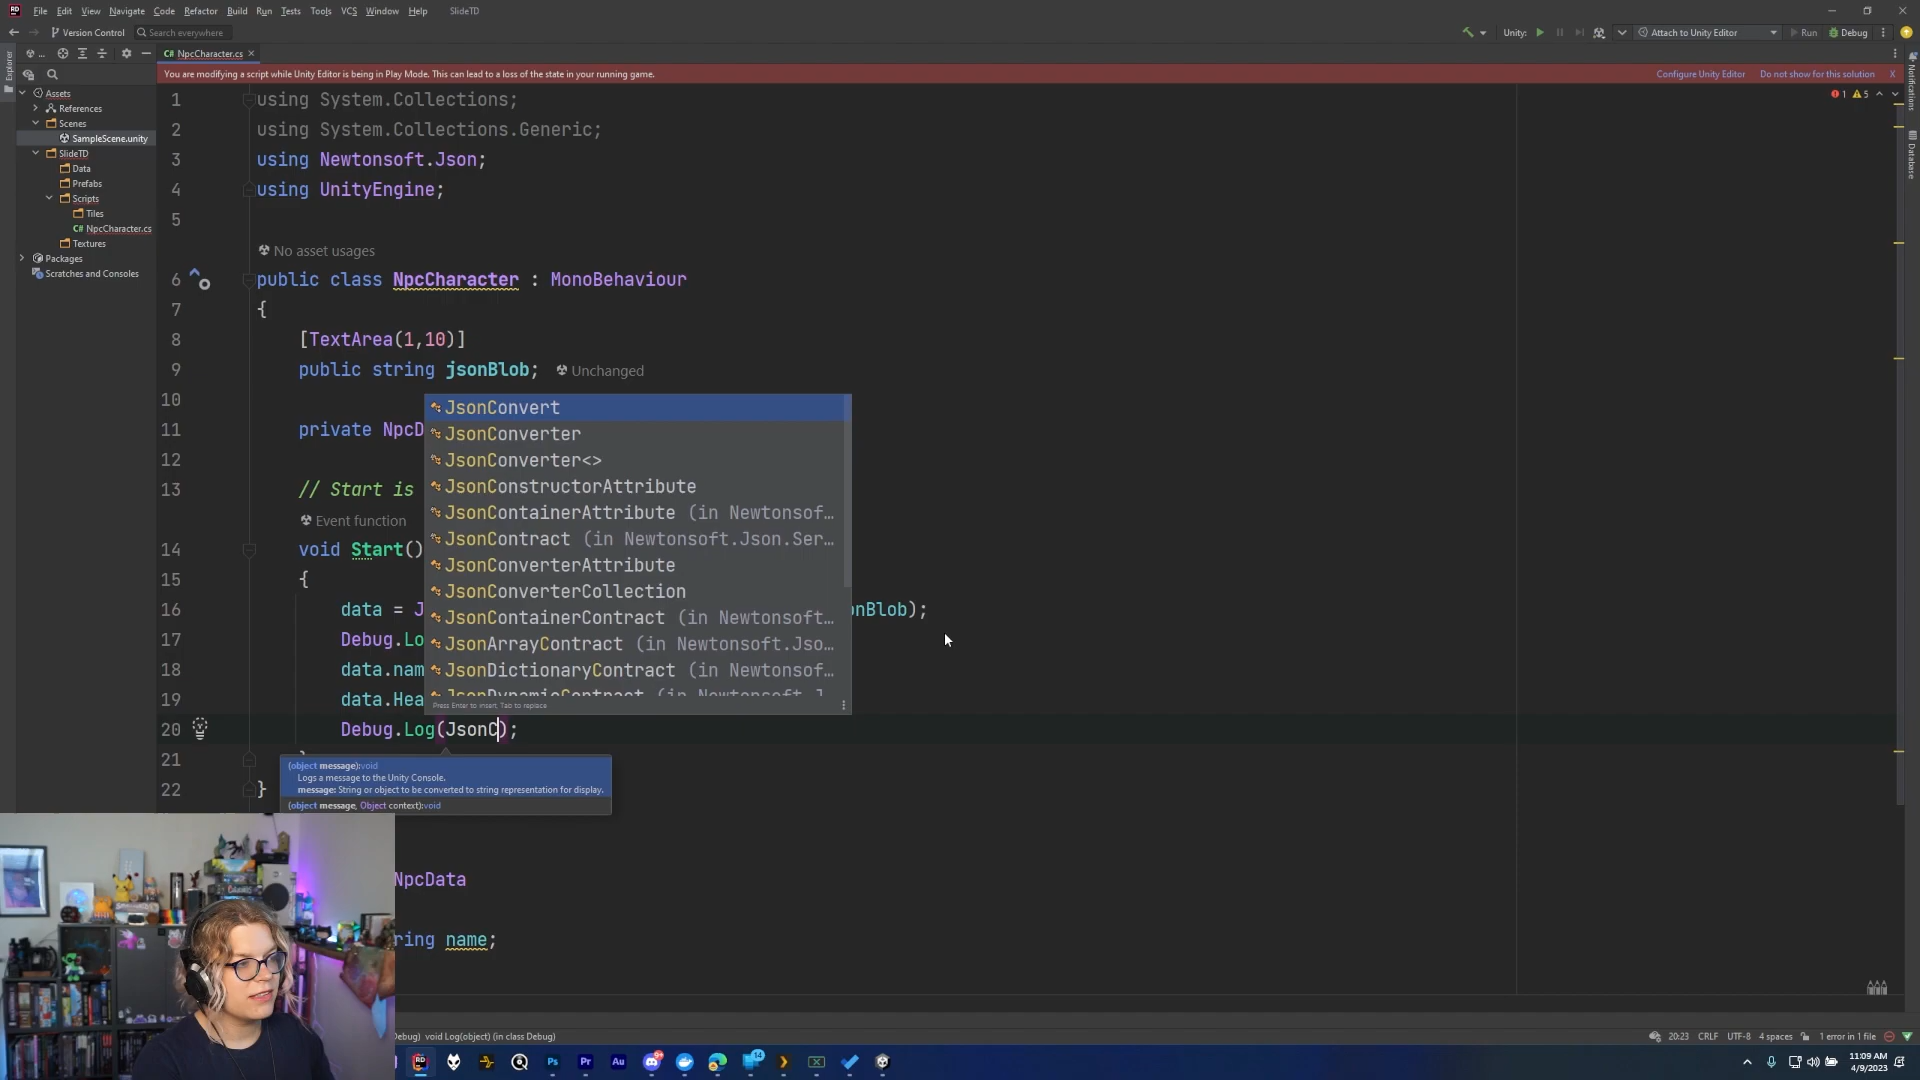 File Edit View Navigate Code Refactor Build Run Tests Tools VCS Window Help SlideTD
Version Control Search everywhere Unity: Attach to Unity Editor Run Debug
NpcCharacter.cs
You are modifying a script while Unity Editor is being in Play Mode. This can lead to a loss of the state in your running game. Configure Unity Editor Do not show for this solution X
Explorer
Assets
References
Scenes
SampleScene.unity
SlideTD
Data
Prefabs
Scripts
Tiles
C# NpcCharacter.cs
Textures
Packages
Scratches and Consoles
1 using System.Collections;
2 using System.Collections.Generic;
3 using Newtonsoft.Json;
4 using UnityEngine;
5
No asset usages
6 public class NpcCharacter : MonoBehaviour
7 {
8 [TextArea(1,10)]
9 public string jsonBlob; Unchanged
10
11 private NpcD
12
13 // Start is
Event function
14 void Start()
15 {
16 data = J onBlob);
17 Debug.Lo
18 data.nam
19 data.Hea
20 Debug.Log(JsonC);
21
22 }
JsonConvert
JsonConverter
JsonConverter<>
JsonConstructorAttribute
JsonContainerAttribute (in Newtonsof…
JsonContract (in Newtonsoft.Json.Ser…
JsonConverterAttribute
JsonConverterCollection
JsonContainerContract (in Newtonsoft…
JsonArrayContract (in Newtonsoft.Jso…
JsonDictionaryContract (in Newtonsof…
JsonDynamicContract (in Newtonsoft.J
Press Enter to insert, Tab to replace
(object message):void
Logs a message to the Unity Console.
message: String or object to be converted to string representation for display.
(object message, Object context):void
NpcData
ring name;
1 5
Notifications
Database
Debug) void Log(object) (in class Debug)
20:23 CRLF UTF-8 4 spaces 1 error in 1 file
11:09 AM
4/9/2023